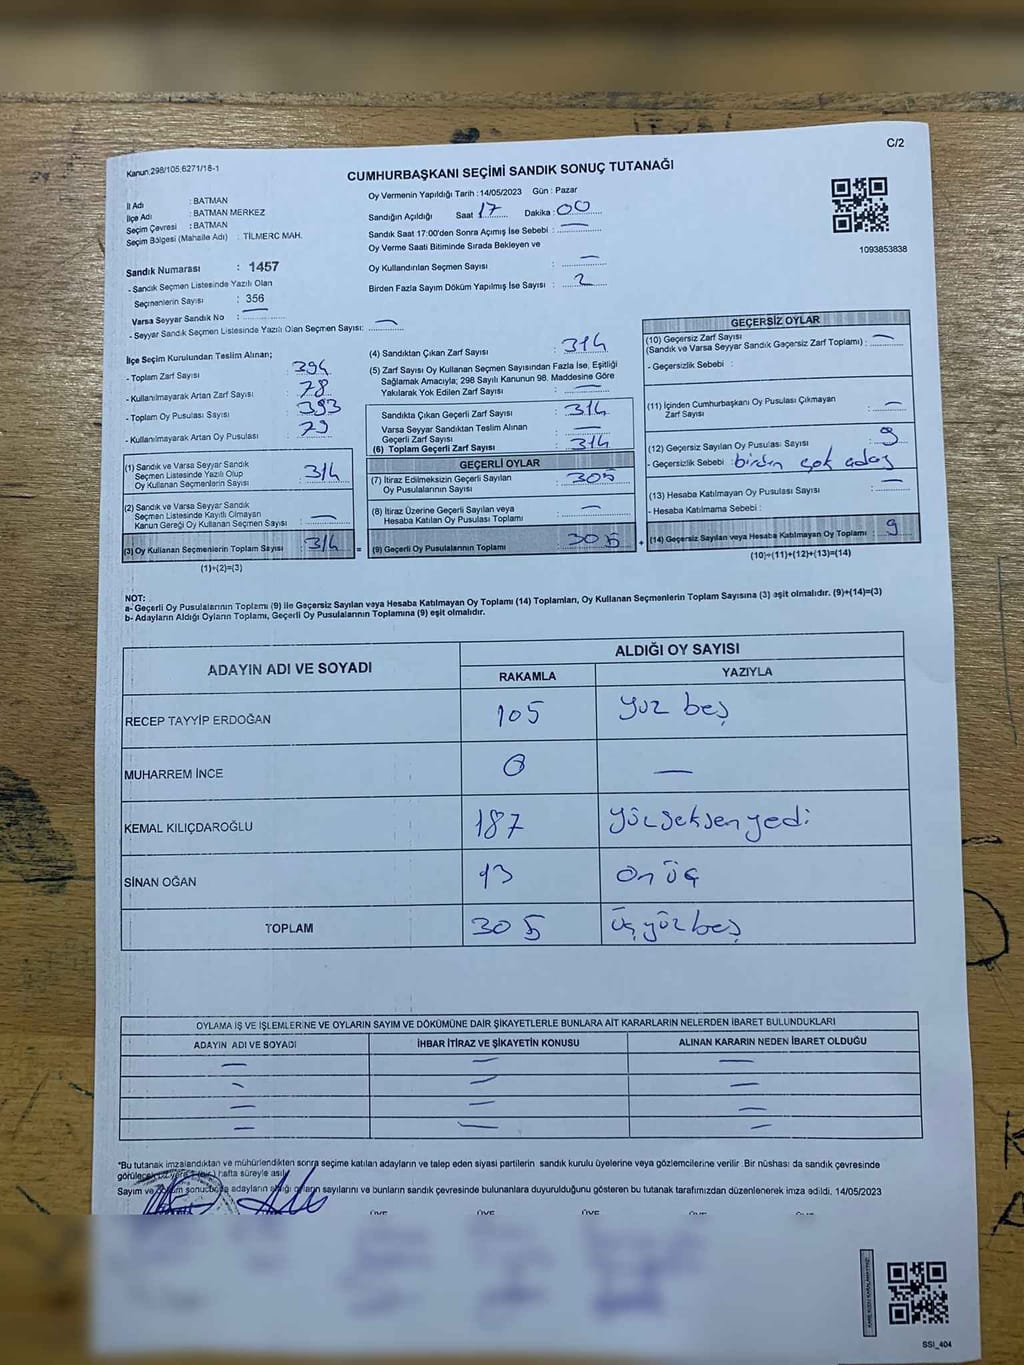 C/2
Kanun:298/105,6271/18-1
CUMHURBAŞKANI SEÇİMİ SANDIK SONUÇ TUTANAĞI
İl Adı : BATMAN
İlçe Adı : BATMAN MERKEZ
Seçim Çevresi : BATMAN
Seçim Bölgesi (Mahalle Adı) : TİLMERC MAH.
Oy Vermenin Yapıldığı Tarih : 14/05/2023 Gün : Pazar
Sandığın Açıldığı Saat 17 Dakika : 00
Sandık Saat 17:00'den Sonra Açımış İse Sebebi : —
Oy Verme Saati Bitiminde Sırada Bekleyen ve
Oy Kullandırılan Seçmen Sayısı : —
Birden Fazla Sayım Döküm Yapılmış İse Sayısı : 2
1093853838
Sandık Numarası : 1457
- Sandık Seçmen Listesinde Yazılı Olan
Seçmenlerin Sayısı : 356
Varsa Seyyar Sandık No : —
- Seyyar Sandık Seçmen Listesinde Yazılı Olan Seçmen Sayısı: —
İlçe Seçim Kurulundan Teslim Alınan;
- Toplam Zarf Sayısı : 394
- Kullanılmayarak Artan Zarf Sayısı : 78
- Toplam Oy Pusulası Sayısı : 393
- Kullanılmayarak Artan Oy Pusulası : 79
(1) Sandık ve Varsa Seyyar Sandık
Seçmen Listesinde Yazılı Olup
Oy Kullanan Seçmenlerin Sayısı : 314
(2) Sandık ve Varsa Seyyar Sandık
Seçmen Listesinde Kayıtlı Olmayan
Kanun Gereği Oy Kullanan Seçmen Sayısı : —
(3) Oy Kullanan Seçmenlerin Toplam Sayısı : 314
(1)+(2)=(3)
(4) Sandıktan Çıkan Zarf Sayısı : 314
(5) Zarf Sayısı Oy Kullanan Seçmen Sayısından Fazla İse, Eşitliği
Sağlamak Amacıyla; 298 Sayılı Kanunun 98. Maddesine Göre
Yakılarak Yok Edilen Zarf Sayısı : —
Sandıkta Çıkan Geçerli Zarf Sayısı : 314
Varsa Seyyar Sandıktan Teslim Alınan
Geçerli Zarf Sayısı : —
(6) Toplam Geçerli Zarf Sayısı : 314
GEÇERLİ OYLAR
(7) İtiraz Edilmeksizin Geçerli Sayılan
Oy Pusulalarının Sayısı : 305
(8) İtiraz Üzerine Geçerli Sayılan veya
Hesaba Katılan Oy Pusulası Toplamı : —
= (9) Geçerli Oy Pusulalarının Toplamı : 305
GEÇERSİZ OYLAR
(10) Geçersiz Zarf Sayısı
(Sandık ve Varsa Seyyar Sandık Geçersiz Zarf Toplamı) : —
- Geçersizlik Sebebi :
(11) İçinden Cumhurbaşkanı Oy Pusulası Çıkmayan
Zarf Sayısı : —
(12) Geçersiz Sayılan Oy Pusulası Sayısı : 9
- Geçersizlik Sebebi : birden çok aday
(13) Hesaba Katılmayan Oy Pusulası Sayısı : —
- Hesaba Katılmama Sebebi :
+ (14) Geçersiz Sayılan veya Hesaba Katılmayan Oy Toplamı : 9
(10)+(11)+(12)+(13)=(14)
NOT:
a- Geçerli Oy Pusulalarının Toplamı (9) ile Geçersiz Sayılan veya Hesaba Katılmayan Oy Toplamı (14) Toplamları, Oy Kullanan Seçmenlerin Toplam Sayısına (3) eşit olmalıdır. (9)+(14)=(3)
b- Adayların Aldığı Oyların Toplamı, Geçerli Oy Pusulalarının Toplamına (9) eşit olmalıdır.
ADAYIN ADI VE SOYADI ALDIĞI OY SAYISI
RAKAMLA YAZIYLA
RECEP TAYYİP ERDOĞAN 105 yüz beş
MUHARREM İNCE 0 —
KEMAL KILIÇDAROĞLU 187 yüzseksenyedi
SİNAN OĞAN 13 on üç
TOPLAM 305 üçyüzbeş
OYLAMA İŞ VE İŞLEMLERİNE VE OYLARIN SAYIM VE DÖKÜMÜNE DAİR ŞİKAYETLERLE BUNLARA AİT KARARLARIN NELERDEN İBARET BULUNDUKLARI
ADAYIN ADI VE SOYADI İHBAR İTİRAZ VE ŞİKAYETİN KONUSU ALINAN KARARIN NEDEN İBARET OLDUĞU
— — —
— — —
— — —
— — —
*Bu tutanak imzalandıktan ve mühürlendikten sonra seçime katılan adayların ve talep eden siyasi partilerin sandık kurulu üyelerine veya gözlemcilerine verilir. Bir nüshası da sandık çevresinde
hafta süreyle asılır.
Sayım ve adayların aldığı oyların sayılarını ve bunların sandık çevresinde bulunanlara duyurulduğunu gösteren bu tutanak tarafımızdan düzenlenerek imza edildi. 14/05/2023
ÜYE ÜYE ÜYE ÜYE
SSI_404